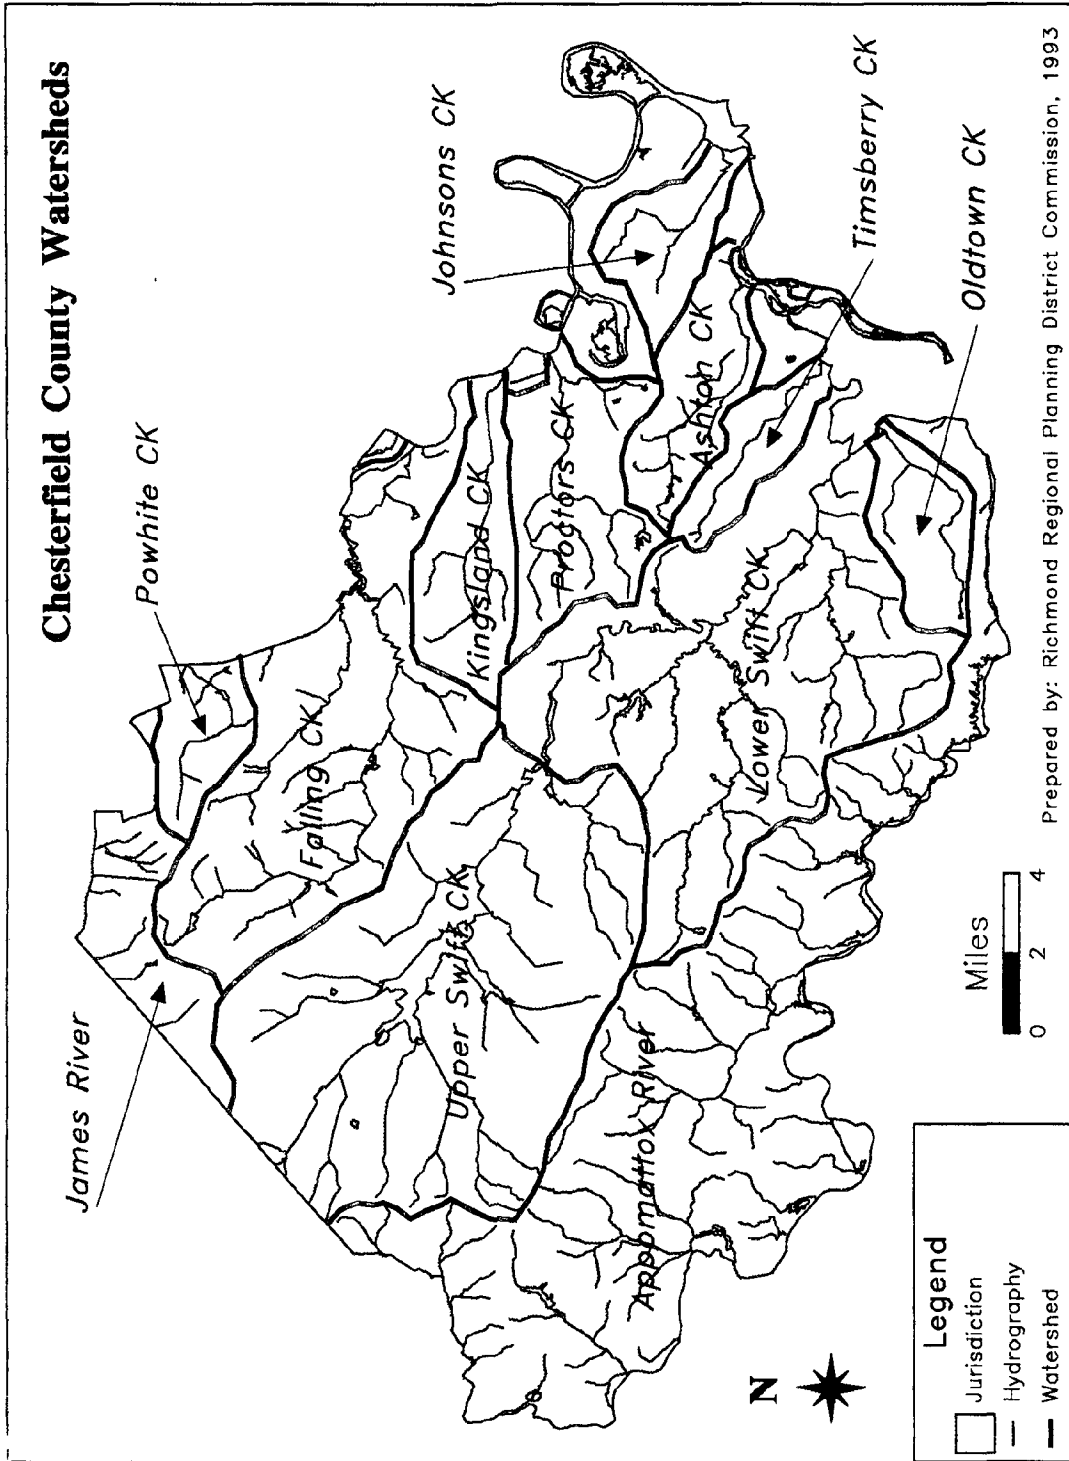 Chesterfield County Watersheds
James River
Powhite CK
Johnsons CK
Falling CK
Kingsland CK
Proctors CK
Upper Swift CK
Ashton CK
Timsberry CK
Lower Swift CK
Oldtown CK
Appomattox River
N
Miles
0 2 4
Legend
Jurisdiction
Hydrography
Watershed
Prepared by: Richmond Regional Planning District Commission, 1993